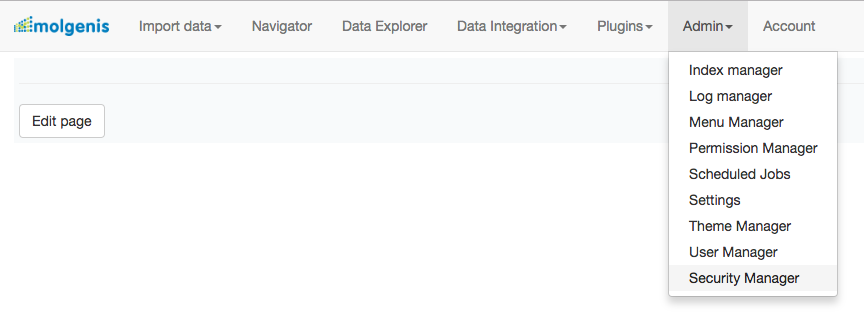 molgenis Import data Navigator Data Explorer Data Integration Plugins Admin Account
Index manager
Log manager
Menu Manager
Permission Manager
Scheduled Jobs
Settings
Theme Manager
User Manager
Security Manager
Edit page